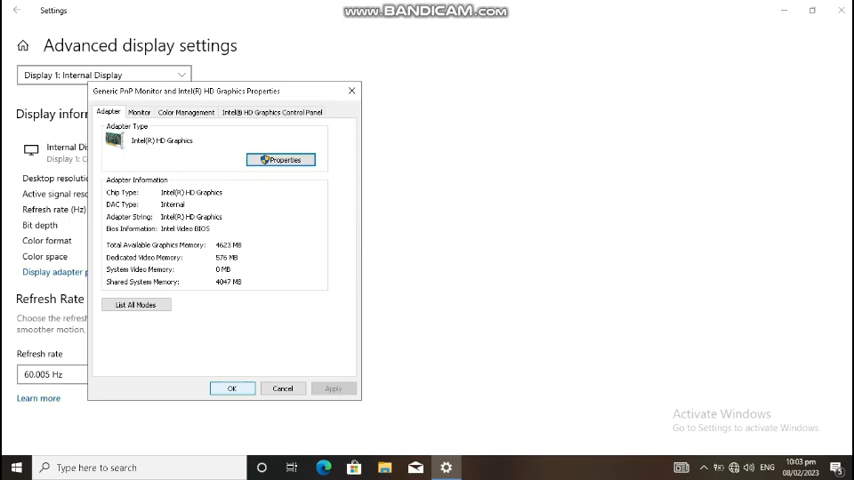 www.BANDICAM.com
Settings
Advanced display settings
Display 1: Internal Display
Display infor
Internal Di
Display 1: C
Desktop resolutio
Active signal reso
Refresh rate (Hz)
Bit depth
Color format
Color space
Display adapter p
Refresh Rate
Choose the refres
smoother motion.
Refresh rate
60.005 Hz
Learn more
Generic PnP Monitor and Intel(R) HD Graphics Properties
Adapter Monitor Color Management Intel® HD Graphics Control Panel
Adapter Type
Intel(R) HD Graphics
Properties
Adapter Information
Chip Type: Intel(R) HD Graphics
DAC Type: Internal
Adapter String: Intel(R) HD Graphics
Bios Information: Intel Video BIOS
Total Available Graphics Memory: 4623 MB
Dedicated Video Memory: 576 MB
System Video Memory: 0 MB
Shared System Memory: 4047 MB
List All Modes
OK Cancel Apply
Activate Windows
Go to Settings to activate Windows.
Type here to search
ENG
10:03 pm
08/02/2023
5